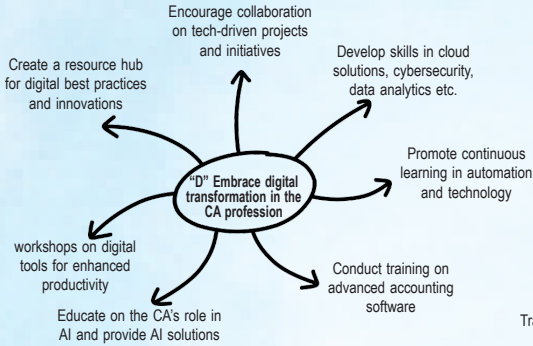 Encourage collaboration
on tech-driven projects
and initiatives
Create a resource hub
for digital best practices
and innovations
Develop skills in cloud
solutions, cybersecurity,
data analytics etc.
Promote continuous
learning in automation
and technology
“D” Embrace digital
transformation in the
CA profession
workshops on digital
tools for enhanced
productivity
Conduct training on
advanced accounting
software
Educate on the CA’s role in
AI and provide AI solutions